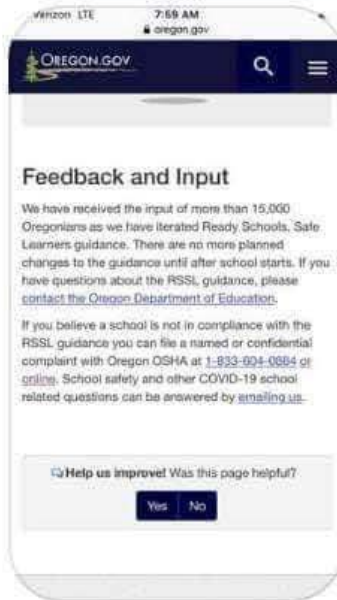 Verizon LTE 7:59 AM
oregon.gov
OREGON.GOV
Feedback and Input
We have received the input of more than 15,000
Oregonians as we have iterated Ready Schools, Safe
Learners guidance. There are no more planned
changes to the guidance until after school starts. If you
have questions about the RSSL guidance, please
contact the Oregon Department of Education.
If you believe a school is not in compliance with the
RSSL guidance you can file a named or confidential
complaint with Oregon OSHA at 1-833-604-0884 or
online. School safety and other COVID-19 school
related questions can be answered by emailing us.
Help us improve! Was this page helpful?
Yes No